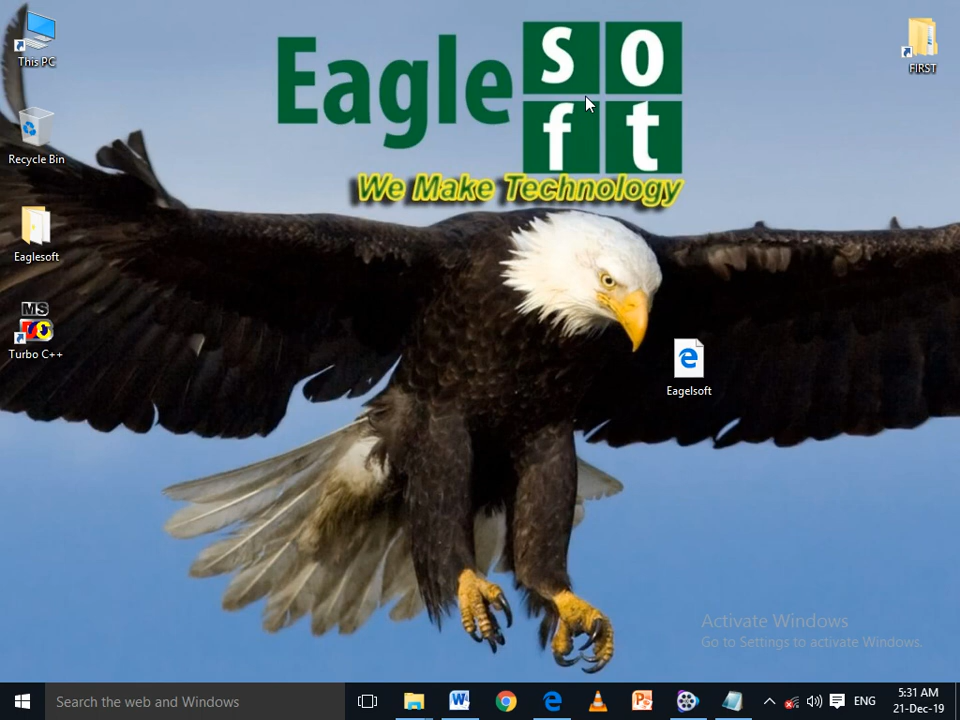 This PC
Recycle Bin
Eaglesoft
MS
Turbo C++
Eagle soft
We Make Technology
FIRST
Eagelsoft
Activate Windows
Go to Settings to activate Windows.
Search the web and Windows
ENG
5:31 AM
21-Dec-19